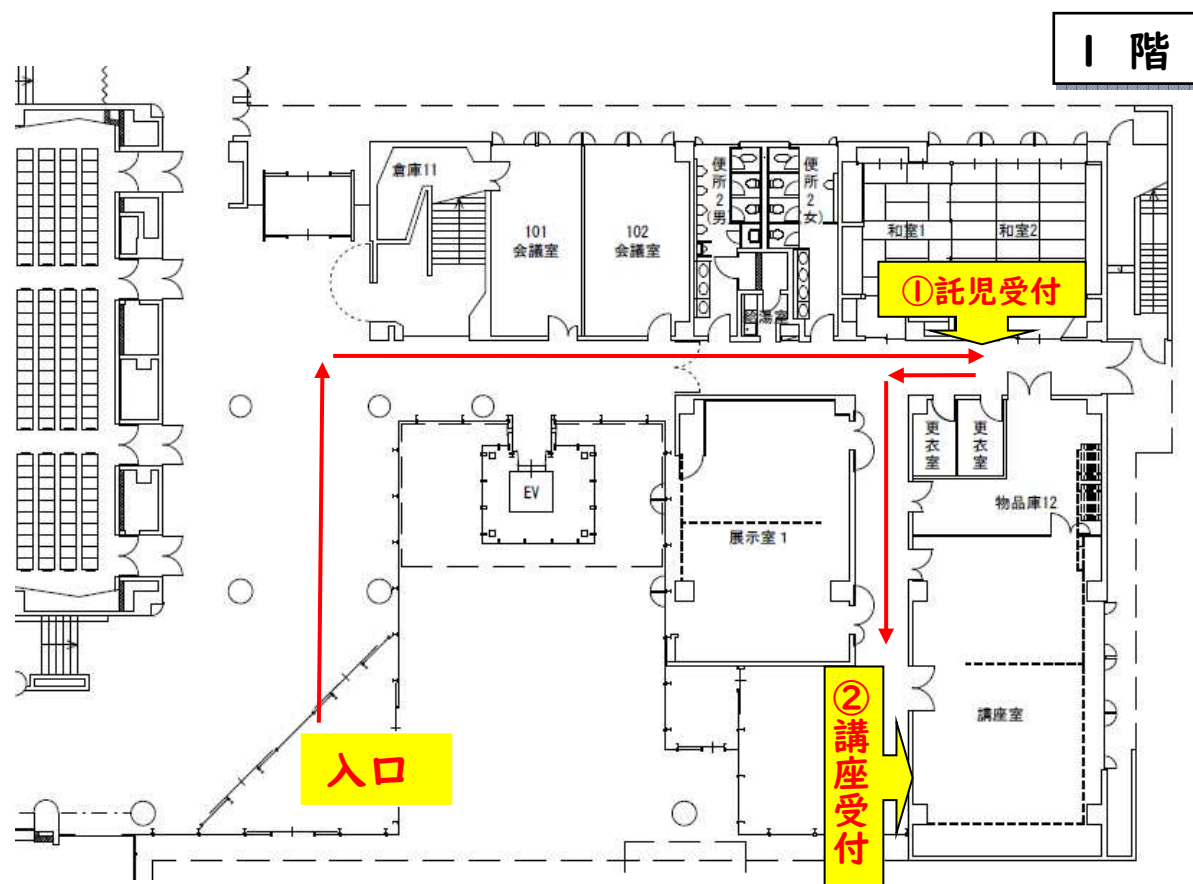 1 階
倉庫11
101
会議室
102
会議室
便所2(男)
便所2(女)
和室1
和室2
①託児受付
給湯室
更衣室
更衣室
物品庫12
EV
展示室1
講座室
②講座受付
入口